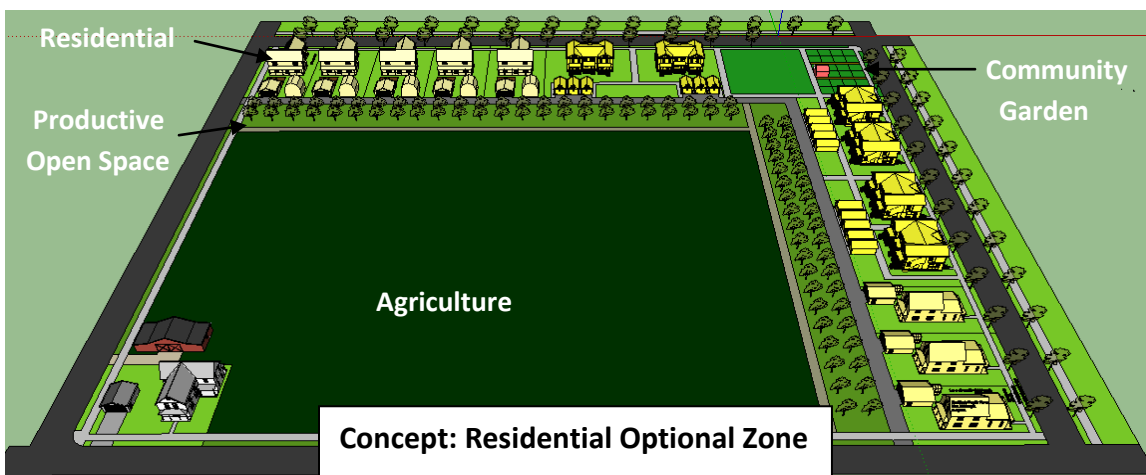 Residential
Productive
Open Space
Community
Garden
Agriculture
Concept: Residential Optional Zone